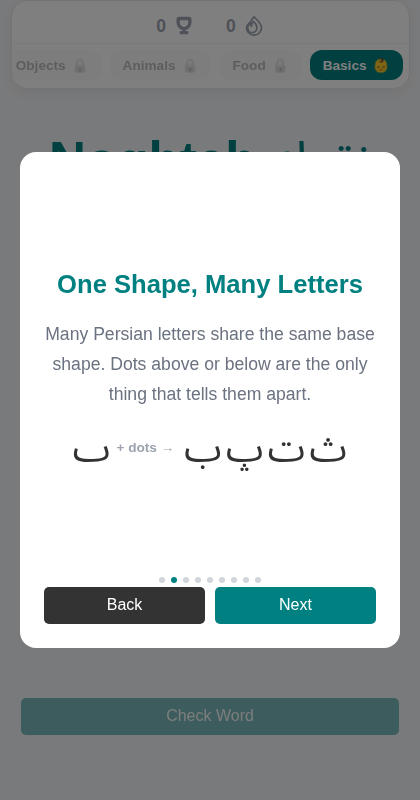 0 0
Objects Animals Food Basics
One Shape, Many Letters
Many Persian letters share the same base
shape. Dots above or below are the only
thing that tells them apart.
ٮ + dots → ب پ ت ث
Back Next
Check Word